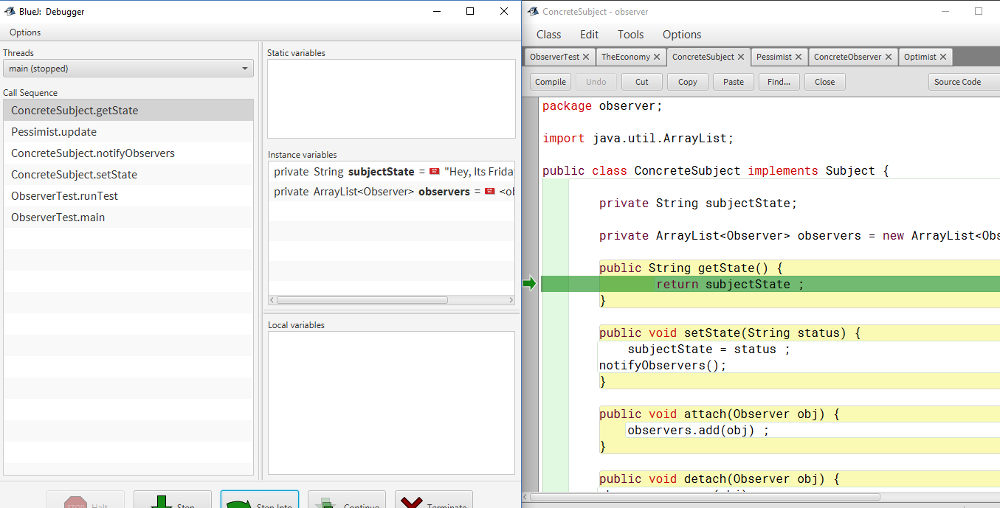 BlueJ: Debugger
Options
Threads
main (stopped)
Call Sequence
ConcreteSubject.getState
Pessimist.update
ConcreteSubject.notifyObservers
ConcreteSubject.setState
ObserverTest.runTest
ObserverTest.main
Static variables
Instance variables
private String subjectState = "Hey, Its Friday
private ArrayList<Observer> observers = <ob
Local variables
Halt
Step
Step Into
Continue
Terminate
ConcreteSubject - observer
Class Edit Tools Options
ObserverTest TheEconomy ConcreteSubject Pessimist ConcreteObserver Optimist
Compile Undo Cut Copy Paste Find... Close Source Code
package observer;
import java.util.ArrayList;
public class ConcreteSubject implements Subject {
private String subjectState;
private ArrayList<Observer> observers = new ArrayList<Obs
public String getState() {
return subjectState ;
}
public void setState(String status) {
subjectState = status ;
notifyObservers();
}
public void attach(Observer obj) {
observers.add(obj) ;
}
public void detach(Observer obj) {